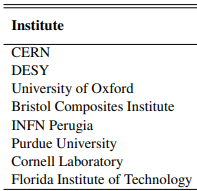 Institute
CERN
DESY
University of Oxford
Bristol Composites Institute
INFN Perugia
Purdue University
Cornell Laboratory
Florida Institute of Technology